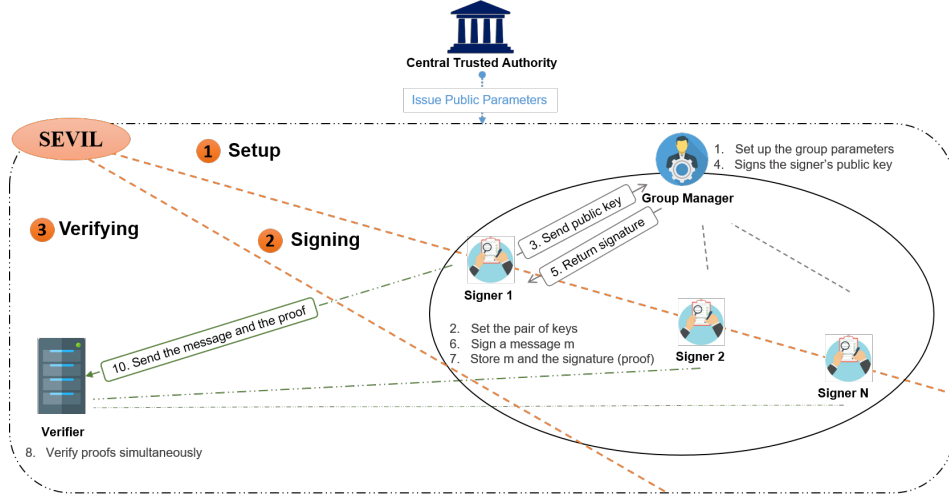 Central Trusted Authority
Issue Public Parameters
SEVIL
1 Setup
1. Set up the group parameters
4. Signs the signer's public key
Group Manager
3 Verifying
2 Signing
3. Send public key
5. Return signature
Signer 1
10. Send the message and the proof
2. Set the pair of keys
6. Sign a message m
7. Store m and the signature (proof)
Signer 2
Signer N
Verifier
8. Verify proofs simultaneously